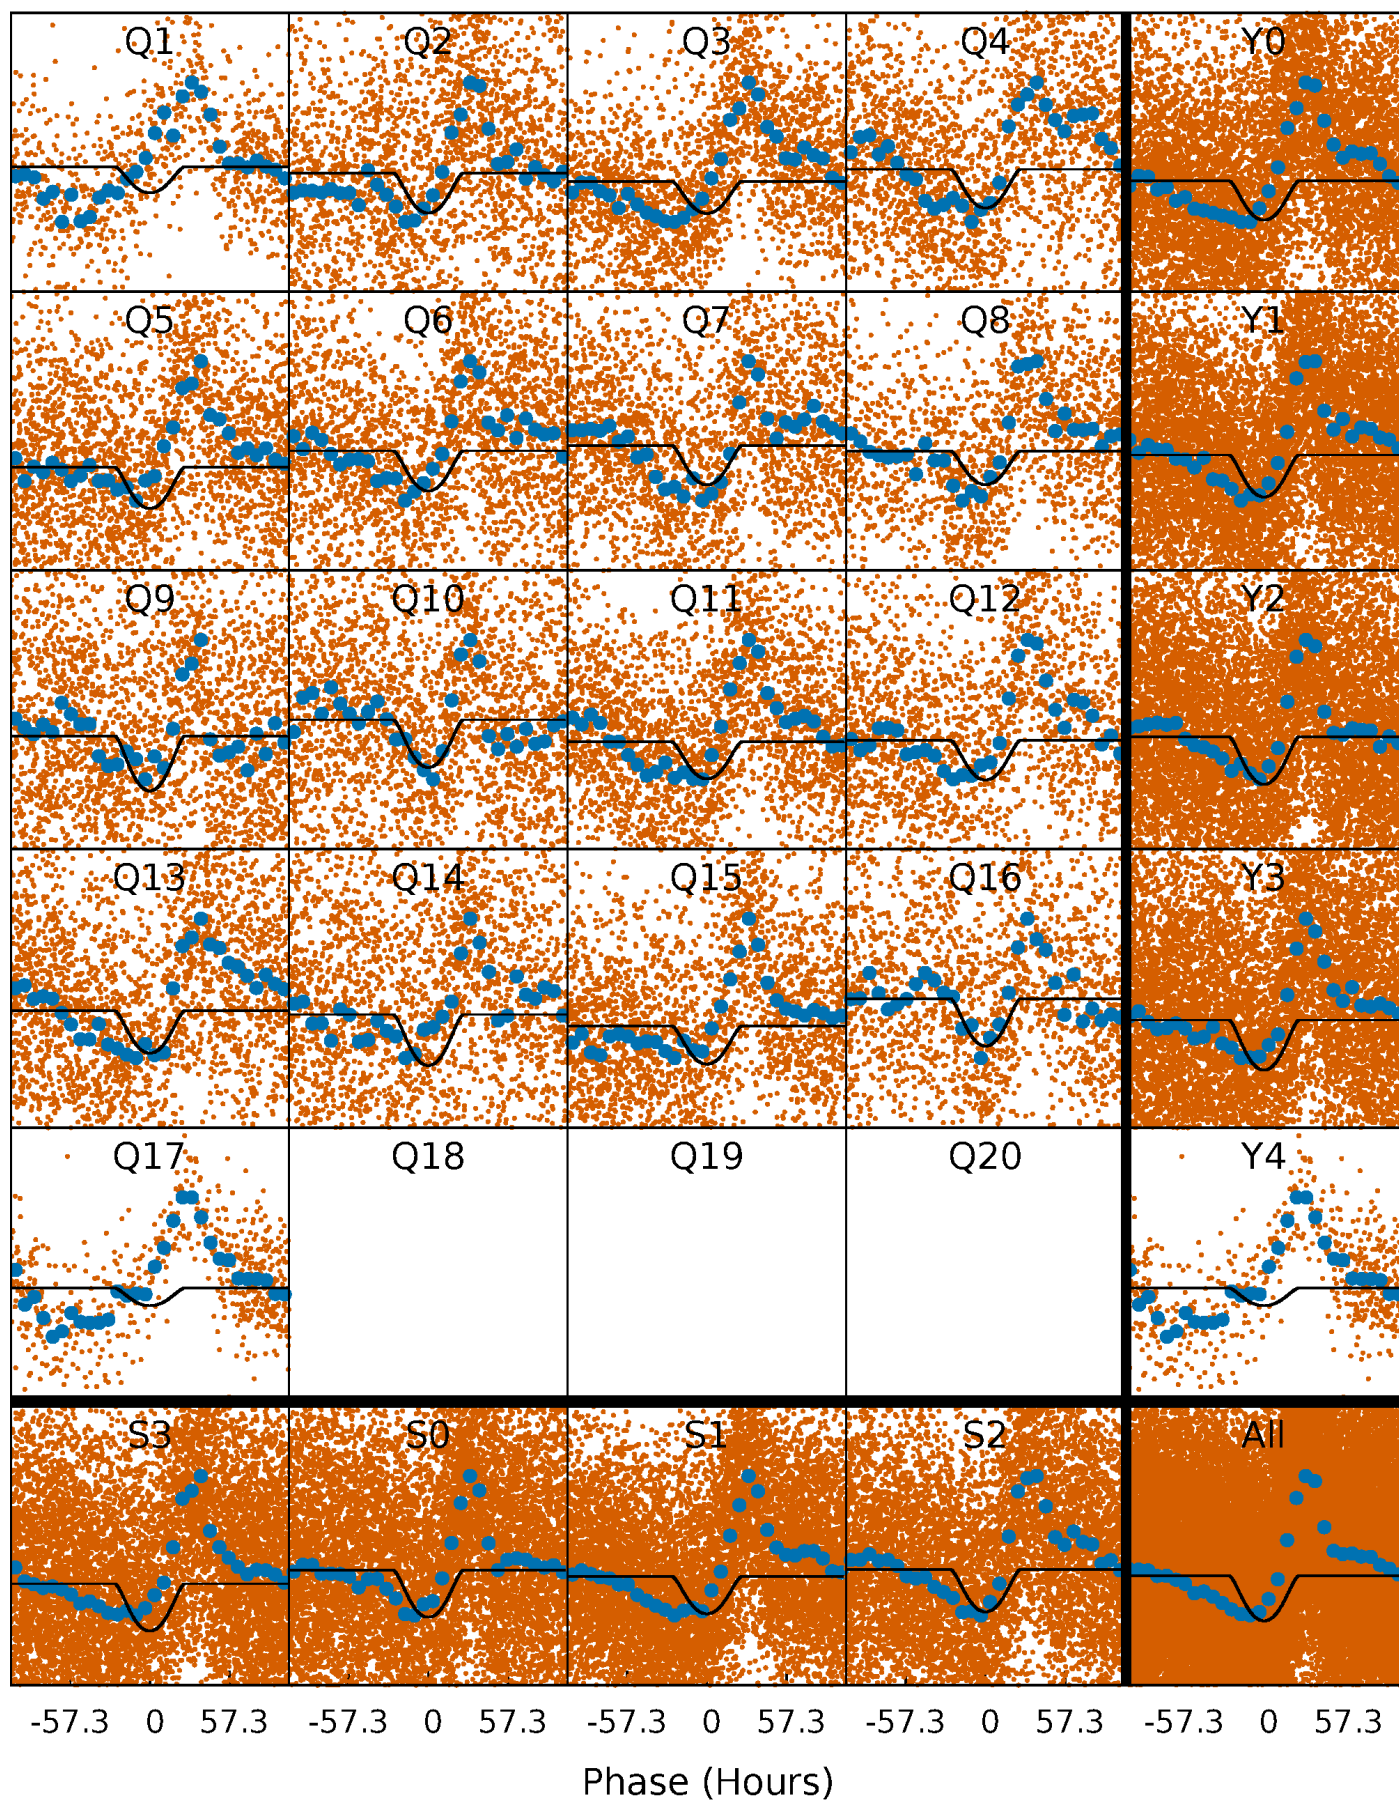 Q1 Q2 Q3 Q4 Y0
Q5 Q6 Q7 Q8 Y1
Q9 Q10 Q11 Q12 Y2
Q13 Q14 Q15 Q16 Y3
Q17 Q18 Q19 Q20 Y4
S3 S0 S1 S2 All
-57.3 0 57.3 -57.3 0 57.3 -57.3 0 57.3 -57.3 0 57.3 -57.3 0 57.3
Phase (Hours)